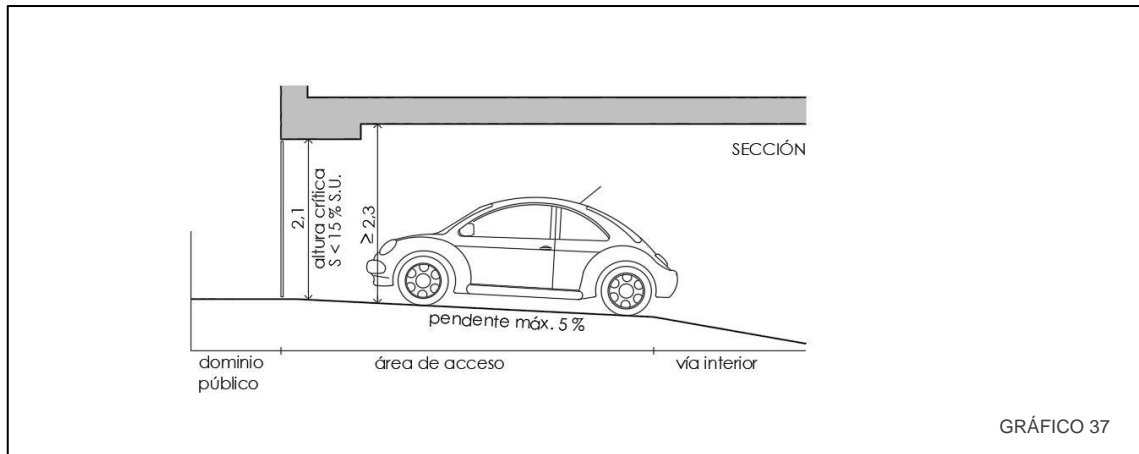 SECCIÓN
2,1
altura crítica
S < 15% S.U.
≥ 2,3
pendente máx. 5%
dominio
público
área de acceso
vía interior
GRÁFICO 37